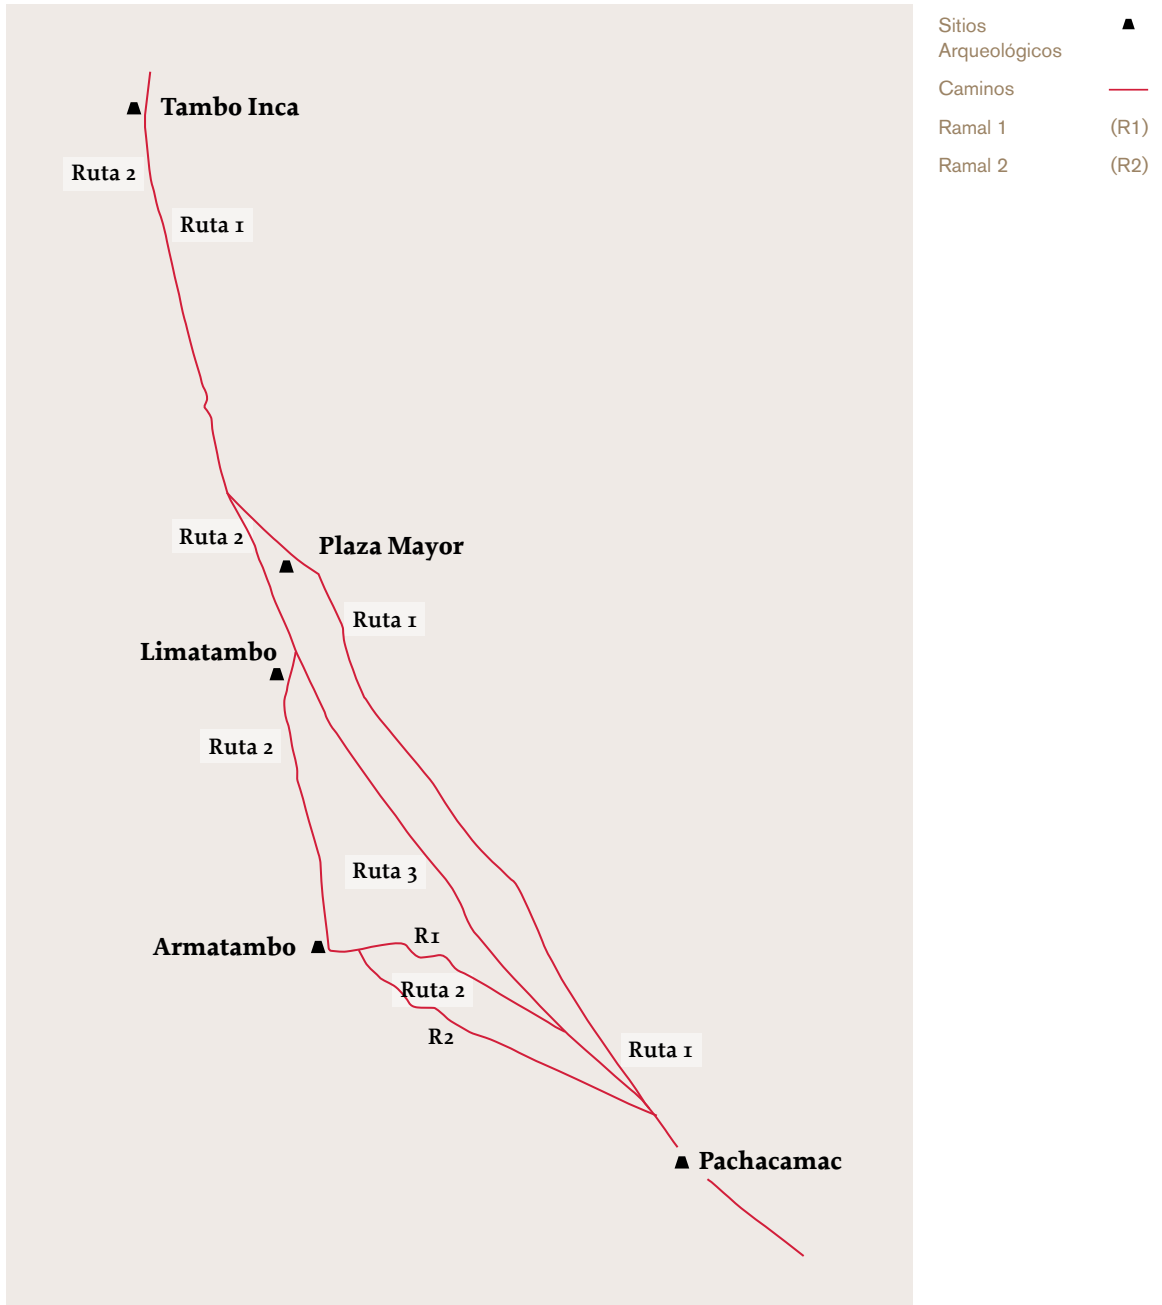 Sitios
Arqueológicos
Caminos
Ramal 1 (R1)
Ramal 2 (R2)
Tambo Inca
Ruta 2
Ruta 1
Ruta 2
Plaza Mayor
Ruta 1
Limatambo
Ruta 2
Ruta 3
R1
Armatambo
Ruta 2
R2
Ruta 1
Pachacamac